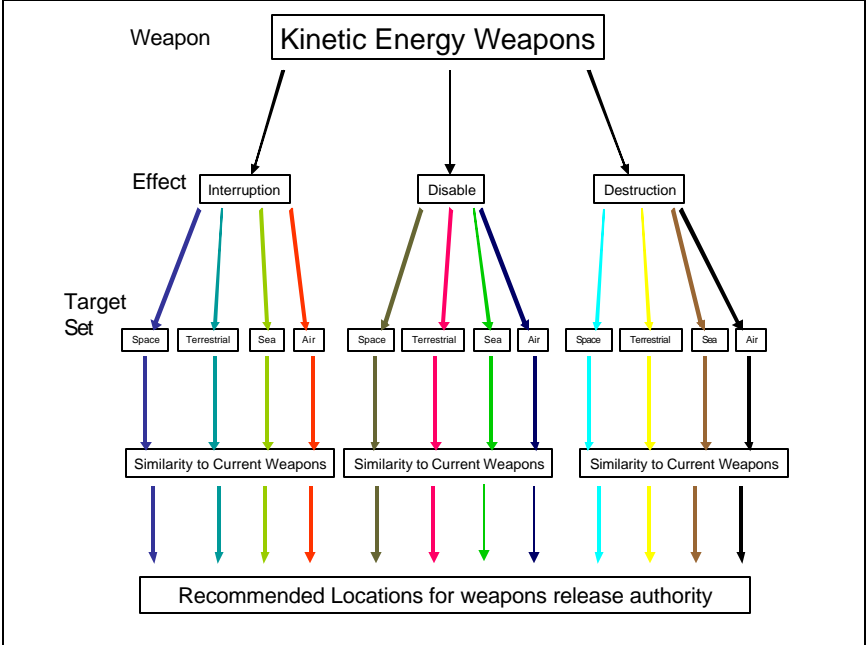 Weapon
Kinetic Energy Weapons
Effect
Interruption
Disable
Destruction
Target
Set
Space
Terrestrial
Sea
Air
Space
Terrestrial
Sea
Air
Space
Terrestrial
Sea
Air
Similarity to Current Weapons
Similarity to Current Weapons
Similarity to Current Weapons
Recommended Locations for weapons release authority